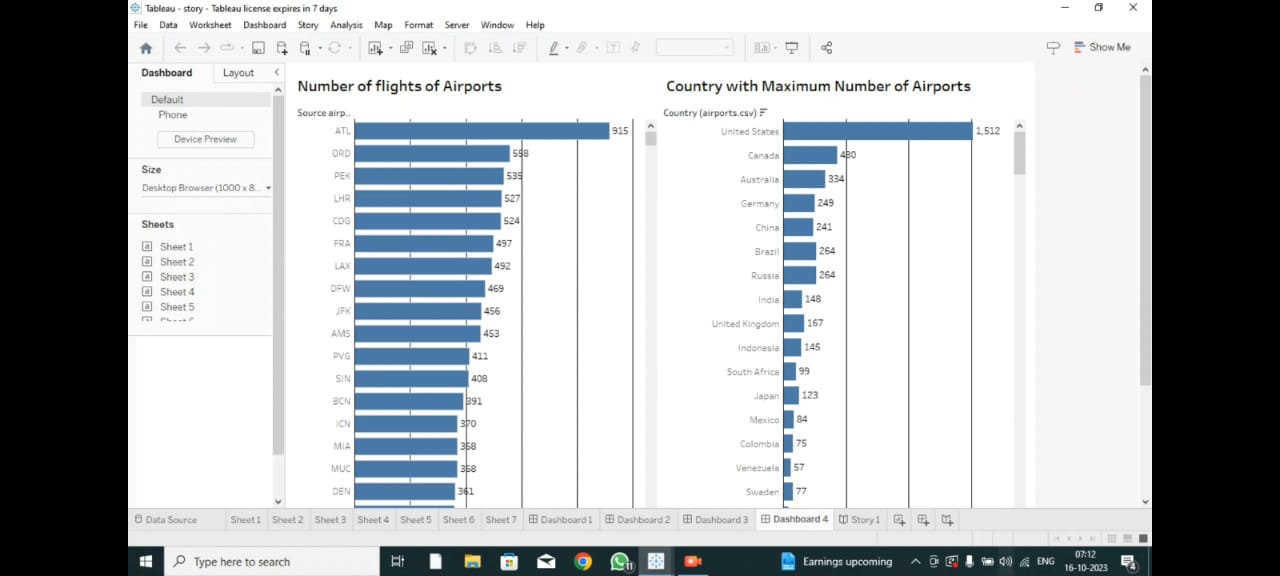 Tableau - story - Tableau license expires in 7 days
File Data Worksheet Dashboard Story Analysis Map Format Server Window Help
Show Me
Dashboard Layout
Default
Phone
Device Preview
Size
Desktop Browser (1000 x 8...
Sheets
Sheet 1
Sheet 2
Sheet 3
Sheet 4
Sheet 5
Number of flights of Airports
Source airp..
ATL 915
ORD 558
PEK 535
LHR 527
CDG 524
FRA 497
LAX 492
DFW 469
JFK 456
AMS 453
PVG 411
SIN 408
BCN 391
ICN 370
MIA 368
MUC 368
DEN 361
Country with Maximum Number of Airports
Country (airports.csv)
United States 1,512
Canada 430
Australia 334
Germany 249
China 241
Brazil 264
Russia 264
India 148
United Kingdom 167
Indonesia 145
South Africa 99
Japan 123
Mexico 84
Colombia 75
Venezuela 57
Sweden 77
Data Source Sheet 1 Sheet 2 Sheet 3 Sheet 4 Sheet 5 Sheet 6 Sheet 7 Dashboard 1 Dashboard 2 Dashboard 3 Dashboard 4 Story 1
Type here to search
11
Earnings upcoming
ENG
07:12
16-10-2023
4